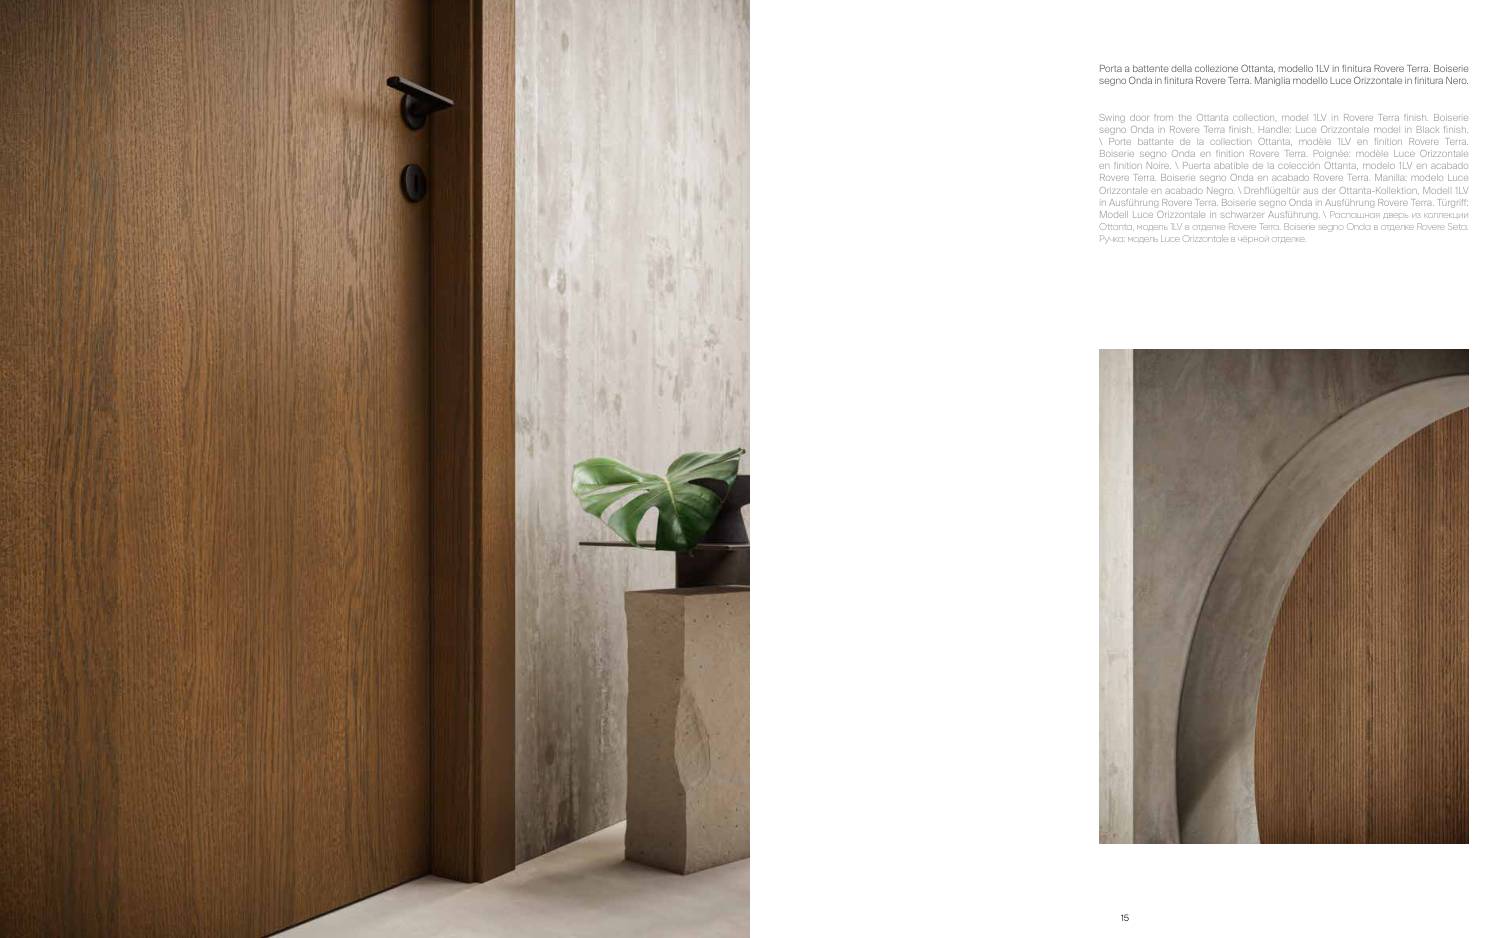 Porta a battente della collezione Ottanta, modello 1LV in finitura Rovere Terra. Boiserie
segno Onda in finitura Rovere Terra. Maniglia modello Luce Orizzontale in finitura Nero.
Swing door from the Ottanta collection, model 1LV in Rovere Terra finish. Boiserie
segno Onda in Rovere Terra finish. Handle: Luce Orizzontale model in Black finish.
\ Porte battante de la collection Ottanta, modèle 1LV en finition Rovere Terra.
Boiserie segno Onda en finition Rovere Terra. Poignée: modèle Luce Orizzontale
en finition Noire. \ Puerta abatible de la colección Ottanta, modelo 1LV en acabado
Rovere Terra. Boiserie segno Onda en acabado Rovere Terra. Manilla: modelo Luce
Orizzontale en acabado Negro. \ Drehflügeltür aus der Ottanta-Kollektion, Modell 1LV
in Ausführung Rovere Terra. Boiserie segno Onda in Ausführung Rovere Terra. Türgriff:
Modell Luce Orizzontale in schwarzer Ausführung. \ Распашная дверь из коллекции
Ottanta, модель 1LV в отделке Rovere Terra. Boiserie segno Onda в отделке Rovere Seta.
Ручка: модель Luce Orizzontale в чёрной отделке.
15